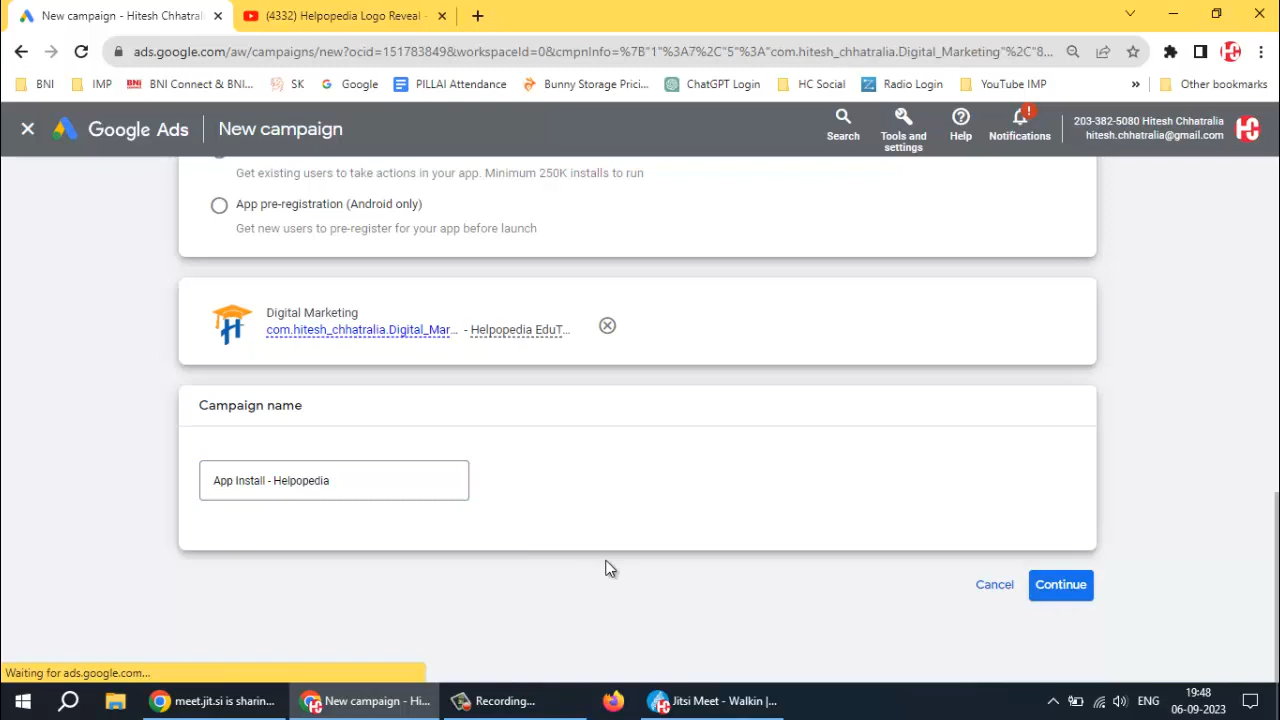 New campaign - Hitesh Chhatrali
(4332) Helpopedia Logo Reveal -
ads.google.com/aw/campaigns/new?ocid=151783849&workspaceId=0&cmpnInfo=%7B"1"%3A7%2C"5"%3A"com.hitesh_chhatralia.Digital_Marketing"%2C"8...
BNI
IMP
BNI Connect & BNI...
SK
Google
PILLAI Attendance
Bunny Storage Prici...
ChatGPT Login
HC Social
Radio Login
YouTube IMP
»
Other bookmarks
Google Ads
New campaign
Search
Tools and settings
Help
Notifications
203-382-5080 Hitesh Chhatralia
hitesh.chhatralia@gmail.com
Get existing users to take actions in your app. Minimum 250K installs to run
App pre-registration (Android only)
Get new users to pre-register for your app before launch
Digital Marketing
com.hitesh_chhatralia.Digital_Mar... - Helpopedia EduT...
Campaign name
App Install - Helpopedia
Cancel
Continue
Waiting for ads.google.com...
meet.jit.si is sharin...
New campaign - Hi...
Recording...
Jitsi Meet - Walkin |...
ENG
19:48
06-09-2023